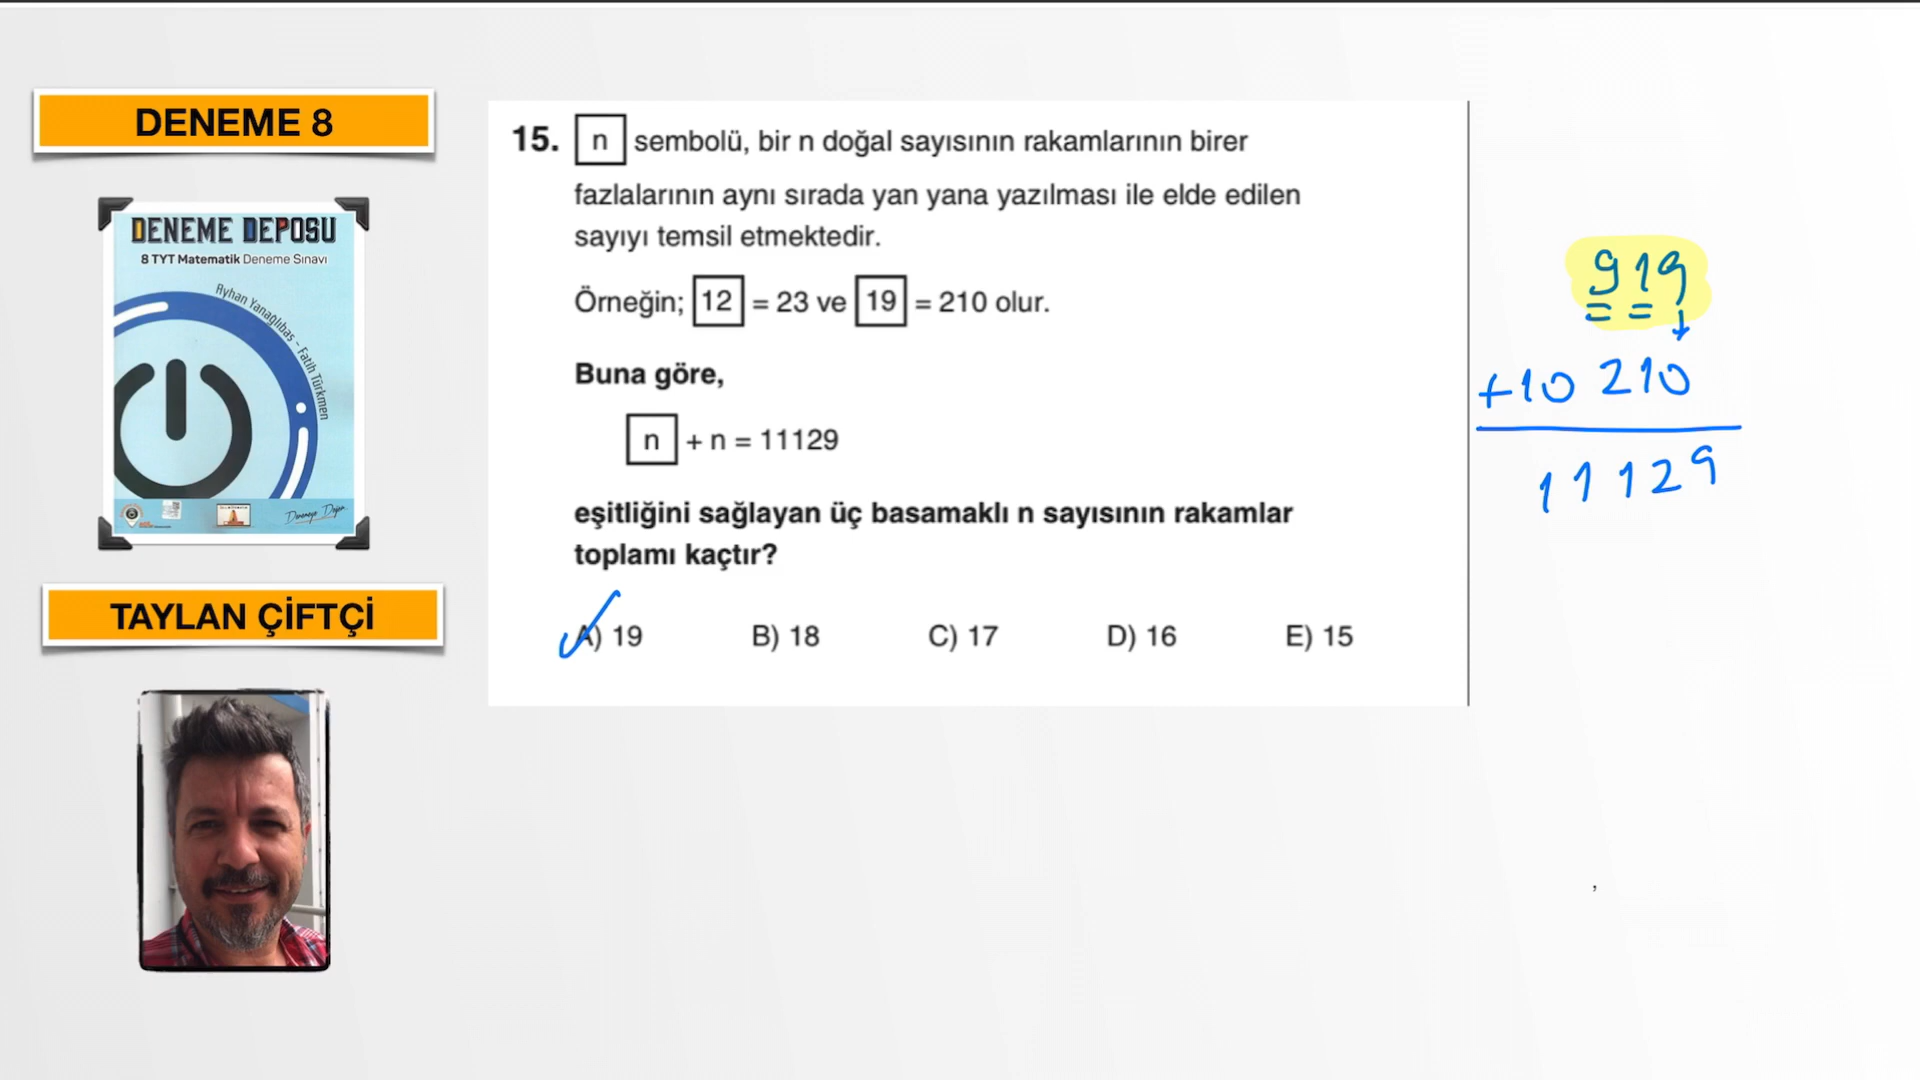 DENEME 8
DENEME DEPOSU
8 TYT Matematik Deneme Sınavı
Ayhan Yanağlıbaş - Fatih Türkmen
Denemeye Değer.
TAYLAN ÇİFTÇİ
15. n sembolü, bir n doğal sayısının rakamlarının birer
fazlalarının aynı sırada yan yana yazılması ile elde edilen
sayıyı temsil etmektedir.
Örneğin; 12 = 23 ve 19 = 210 olur.
Buna göre,
n + n = 11129
eşitliğini sağlayan üç basamaklı n sayısının rakamlar
toplamı kaçtır?
A) 19 B) 18 C) 17 D) 16 E) 15
919
+10 210
11129